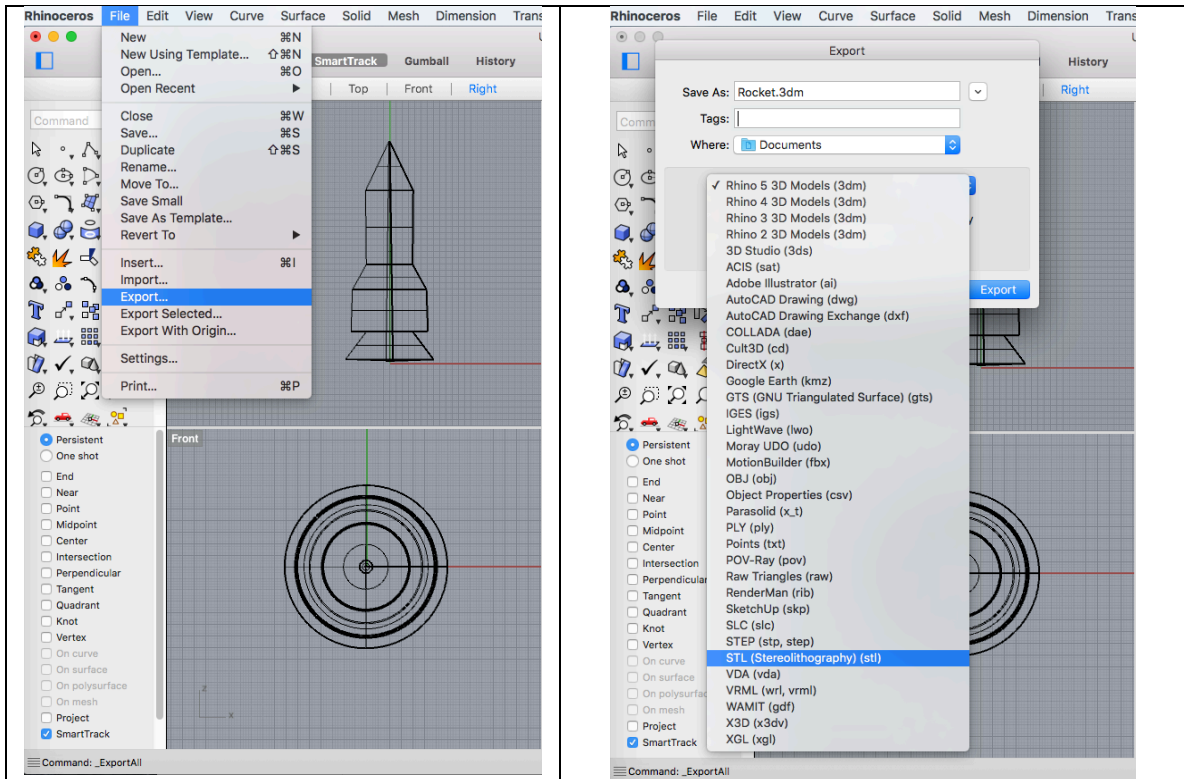 Rhinoceros File Edit View Curve Surface Solid Mesh Dimension Trans
New ⌘N
New Using Template... ⇧⌘N
Open... ⌘O
Open Recent ▶
Close ⌘W
Save... ⌘S
Duplicate ⇧⌘S
Rename...
Move To...
Save Small
Save As Template...
Revert To ▶
Insert... ⌘I
Import...
Export...
Export Selected...
Export With Origin...
Settings...
Print... ⌘P
SmartTrack Gumball History
Top Front Right
Command
Persistent
One shot
End
Near
Point
Midpoint
Center
Intersection
Perpendicular
Tangent
Quadrant
Knot
Vertex
On curve
On surface
On polysurface
On mesh
Project
SmartTrack
Front
z
x
Command: _ExportAll
Rhinoceros File Edit View Curve Surface Solid Mesh Dimension Trans
Export
History
Right
Save As: Rocket.3dm
Tags:
Where: Documents
Comm
✓ Rhino 5 3D Models (3dm)
Rhino 4 3D Models (3dm)
Rhino 3 3D Models (3dm)
Rhino 2 3D Models (3dm)
3D Studio (3ds)
ACIS (sat)
Adobe Illustrator (ai)
AutoCAD Drawing (dwg)
AutoCAD Drawing Exchange (dxf)
COLLADA (dae)
Cult3D (cd)
DirectX (x)
Google Earth (kmz)
GTS (GNU Triangulated Surface) (gts)
IGES (igs)
LightWave (lwo)
Moray UDO (udo)
MotionBuilder (fbx)
OBJ (obj)
Object Properties (csv)
Parasolid (x_t)
PLY (ply)
Points (txt)
POV-Ray (pov)
Raw Triangles (raw)
RenderMan (rib)
SketchUp (skp)
SLC (slc)
STEP (stp, step)
STL (Stereolithography) (stl)
VDA (vda)
VRML (wrl, vrml)
WAMIT (gdf)
X3D (x3dv)
XGL (xgl)
Export
Persistent
One shot
End
Near
Point
Midpoint
Center
Intersection
Perpendicular
Tangent
Quadrant
Knot
Vertex
On curve
On surface
On polysurfac
On mesh
Project
SmartTrack
Command: _ExportAll